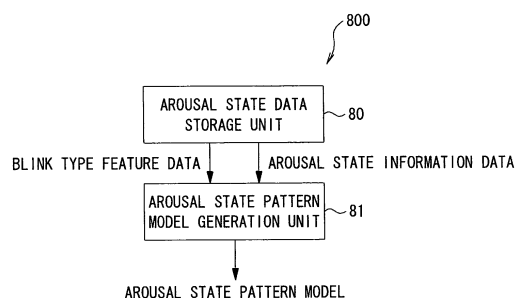 800
AROUSAL STATE DATA
STORAGE UNIT
80
BLINK TYPE FEATURE DATA
AROUSAL STATE INFORMATION DATA
AROUSAL STATE PATTERN
MODEL GENERATION UNIT
81
AROUSAL STATE PATTERN MODEL